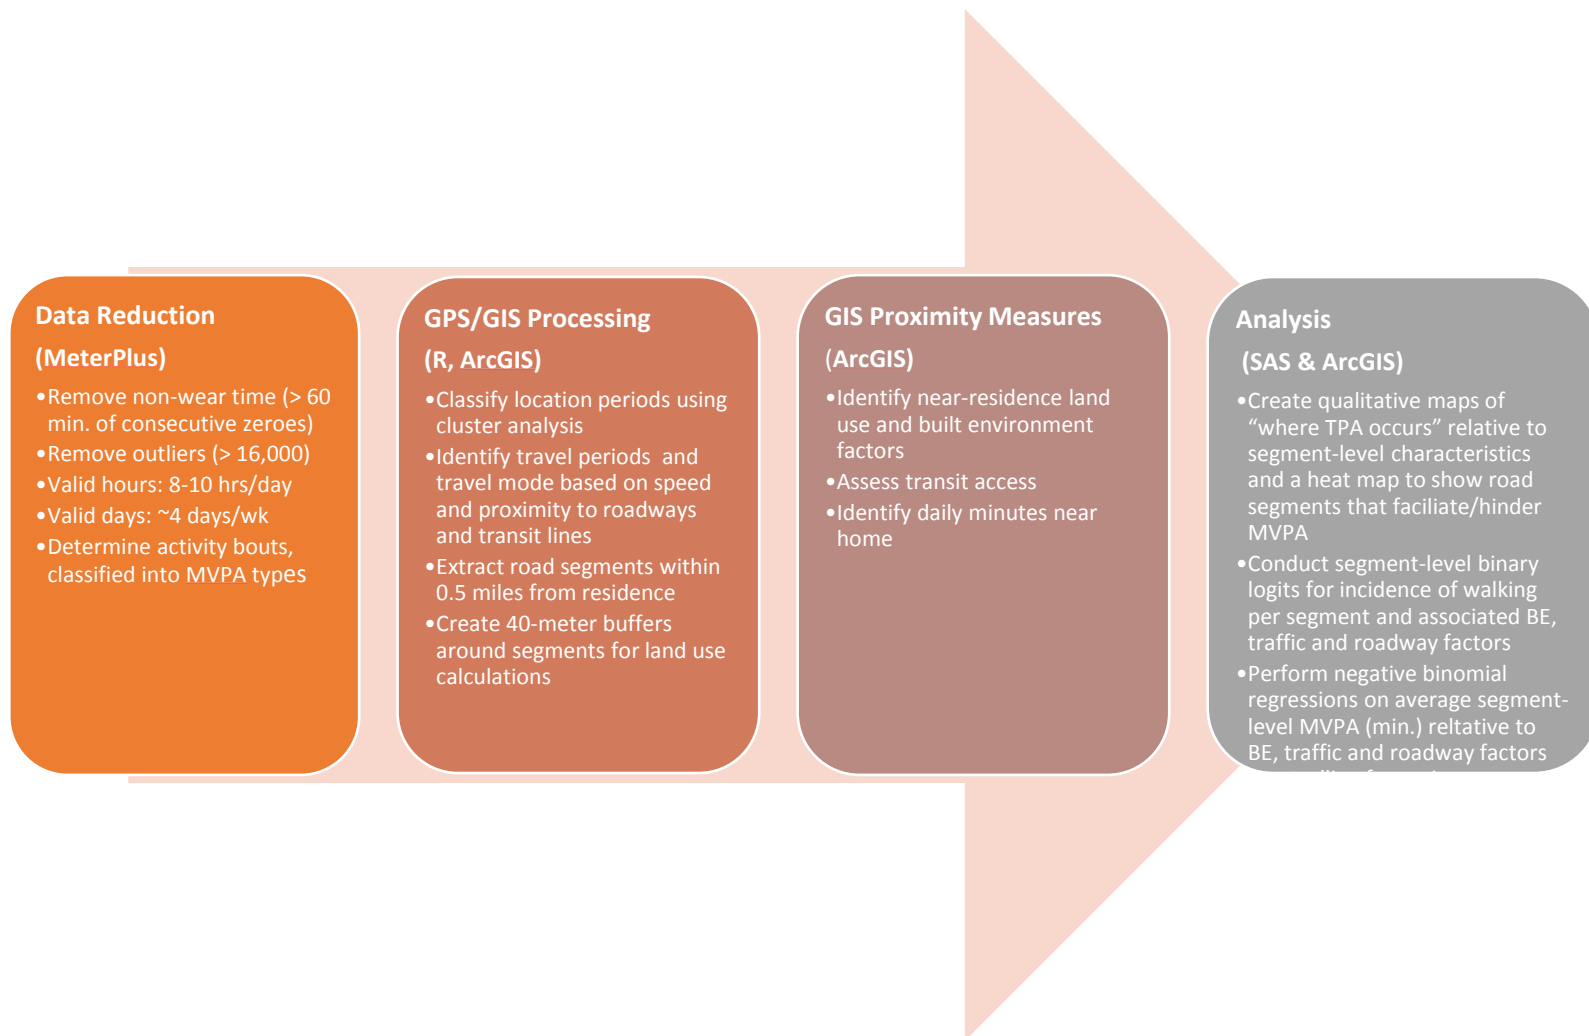 Data Reduction
(MeterPlus)
•Remove non-wear time (> 60
min. of consecutive zeroes)
•Remove outliers (> 16,000)
•Valid hours: 8-10 hrs/day
•Valid days: ~4 days/wk
•Determine activity bouts,
classified into MVPA types
GPS/GIS Processing
(R, ArcGIS)
•Classify location periods using
cluster analysis
•Identify travel periods and
travel mode based on speed
and proximity to roadways
and transit lines
•Extract road segments within
0.5 miles from residence
•Create 40-meter buffers
around segments for land use
calculations
GIS Proximity Measures
(ArcGIS)
•Identify near-residence land
use and built environment
factors
•Assess transit access
•Identify daily minutes near
home
Analysis
(SAS & ArcGIS)
•Create qualitative maps of
“where TPA occurs” relative to
segment-level characteristics
and a heat map to show road
segments that faciliate/hinder
MVPA
•Conduct segment-level binary
logits for incidence of walking
per segment and associated BE,
traffic and roadway factors
•Perform negative binomial
regressions on average segment-
level MVPA (min.) reltative to
BE, traffic and roadway factors